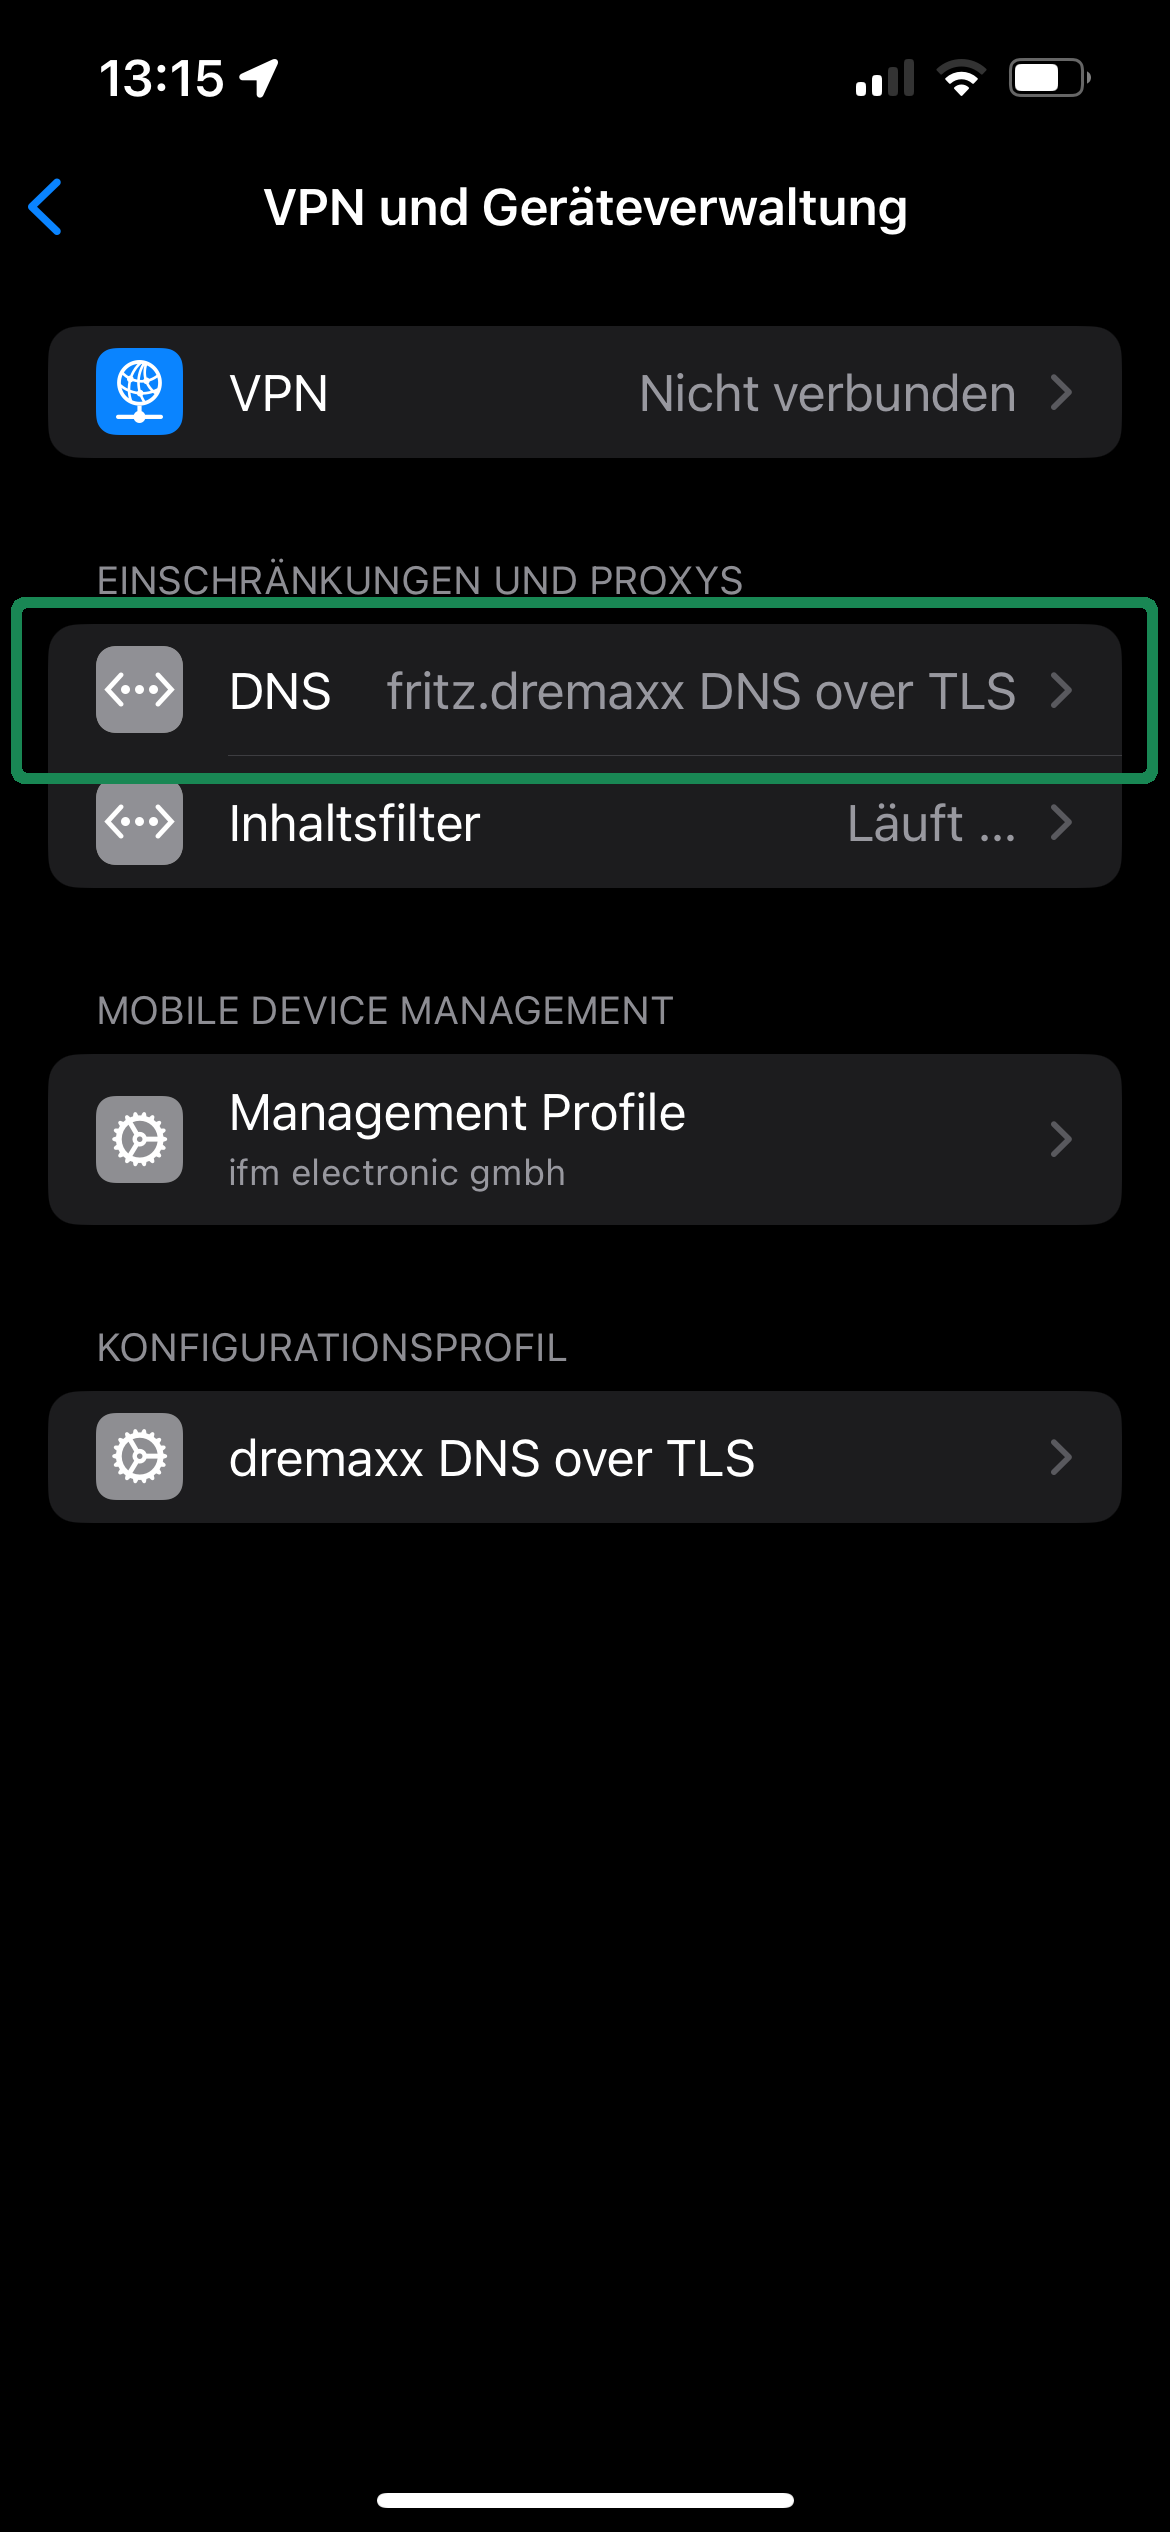 13:15
VPN und Geräteverwaltung
VPN Nicht verbunden
EINSCHRÄNKUNGEN UND PROXYS
DNS fritz.dremaxx DNS over TLS
Inhaltsfilter Läuft ...
MOBILE DEVICE MANAGEMENT
Management Profile
ifm electronic gmbh
KONFIGURATIONSPROFIL
dremaxx DNS over TLS